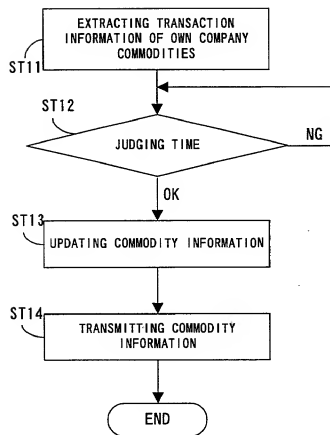 EXTRACTING TRANSACTION
INFORMATION OF OWN COMPANY
COMMODITIES
ST11
ST12
JUDGING TIME
NG
OK
ST13
UPDATING COMMODITY INFORMATION
ST14
TRANSMITTING COMMODITY
INFORMATION
END